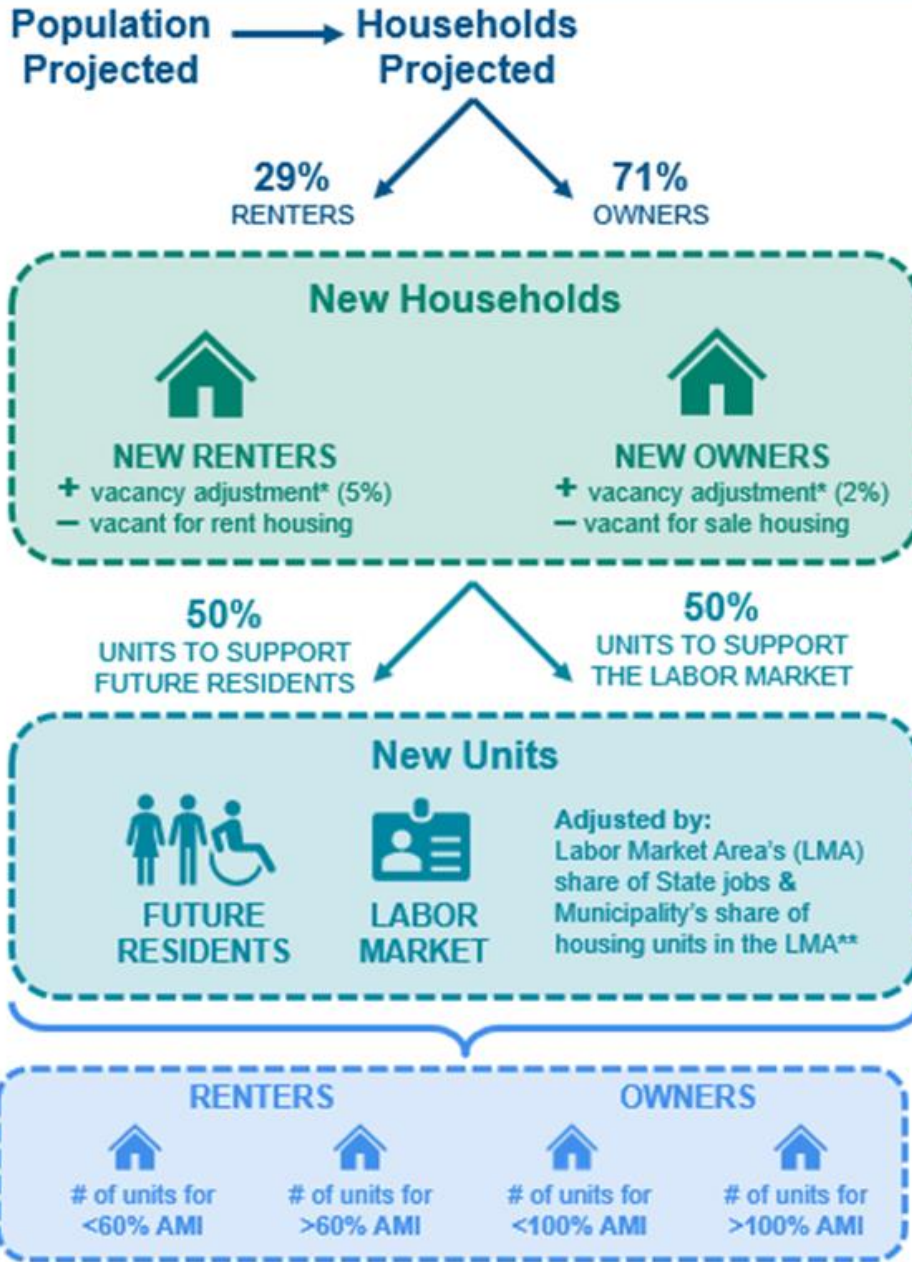 Population
Projected
Households
Projected
29%
RENTERS
71%
OWNERS
New Households
NEW RENTERS
+ vacancy adjustment* (5%)
− vacant for rent housing
NEW OWNERS
+ vacancy adjustment* (2%)
− vacant for sale housing
50%
UNITS TO SUPPORT
FUTURE RESIDENTS
50%
UNITS TO SUPPORT
THE LABOR MARKET
New Units
FUTURE
RESIDENTS
LABOR
MARKET
Adjusted by:
Labor Market Area's (LMA)
share of State jobs &
Municipality's share of
housing units in the LMA**
RENTERS
# of units for
<60% AMI
# of units for
>60% AMI
OWNERS
# of units for
<100% AMI
# of units for
>100% AMI